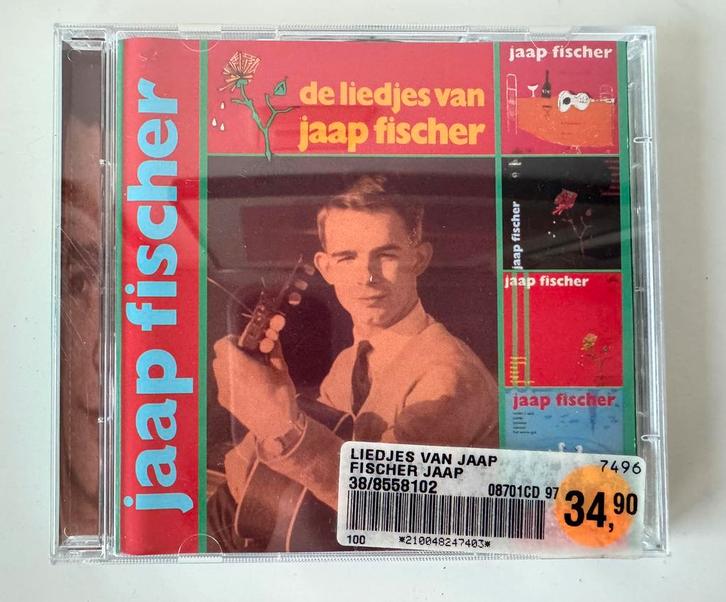 jaap fischer
de liedjes van
jaap fischer
jaap fischer
jaap fischer
jaap fischer
jaap fischer
LIEDJES VAN JAAP
FISCHER JAAP
7496
38/8558102
08701CD 97
34,90
100
*210048247403*